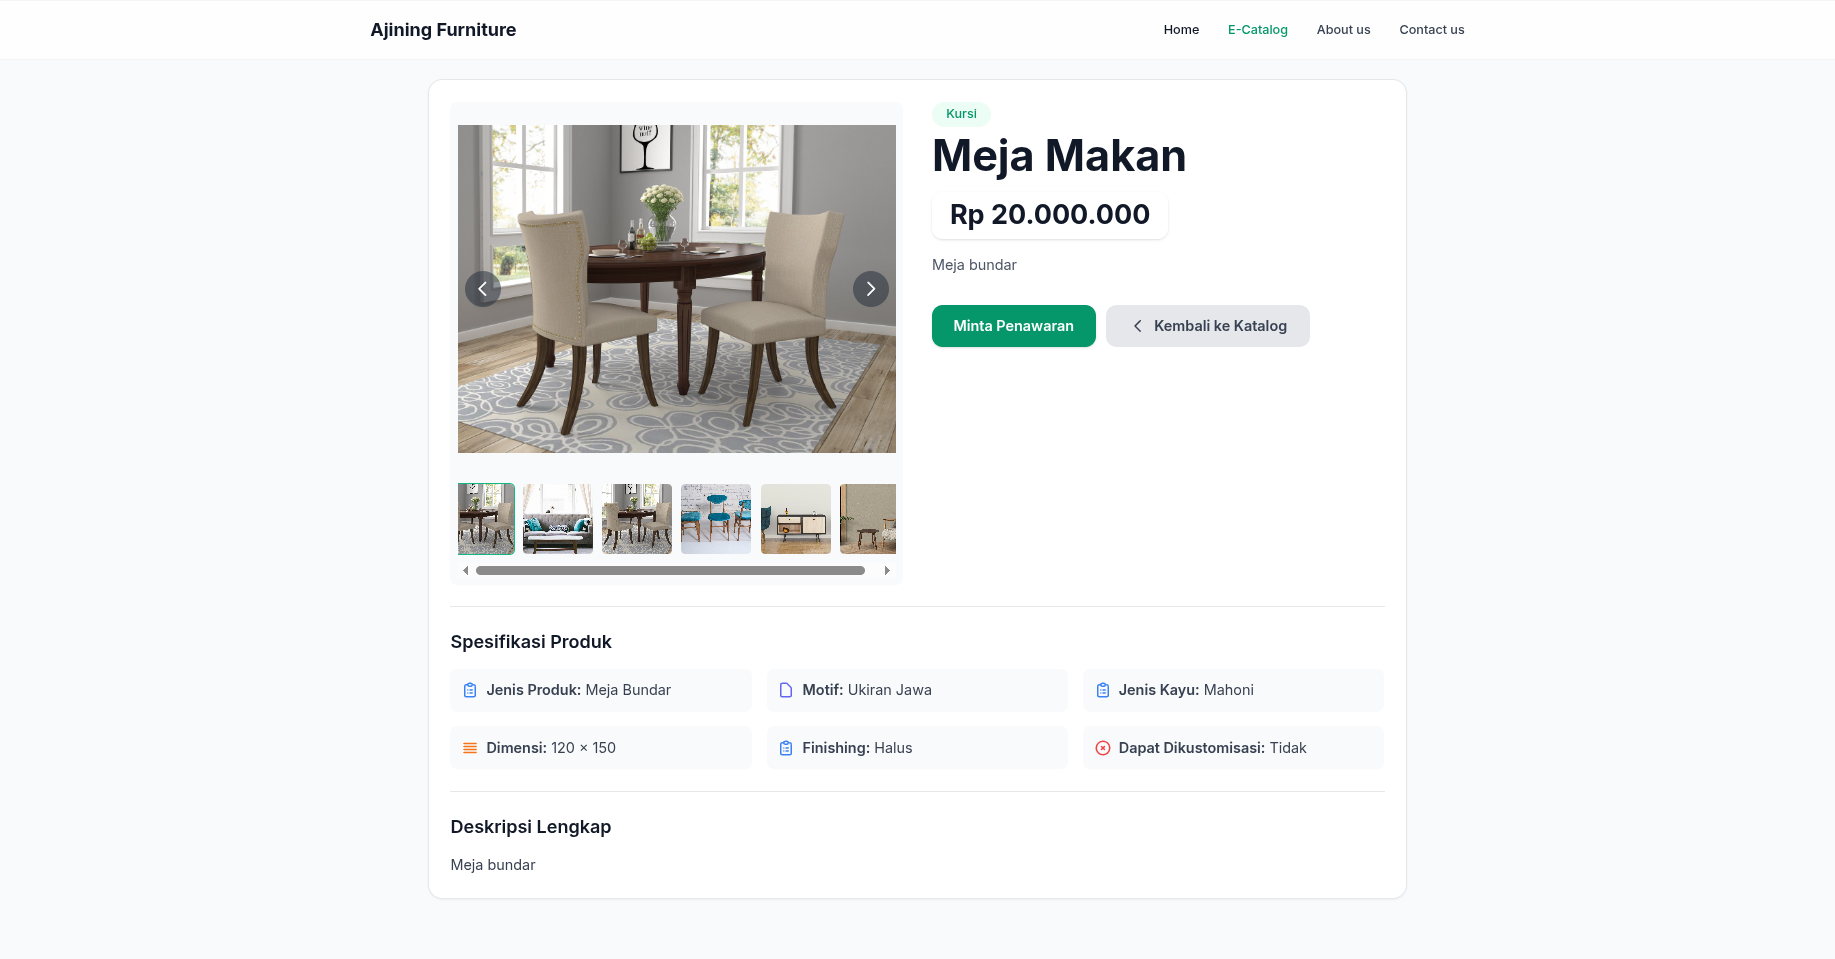 Ajining Furniture
Home
E-Catalog
About us
Contact us
Kursi
Meja Makan
Rp 20.000.000
Meja bundar
Minta Penawaran
Kembali ke Katalog
Spesifikasi Produk
Jenis Produk: Meja Bundar
Motif: Ukiran Jawa
Jenis Kayu: Mahoni
Dimensi: 120 x 150
Finishing: Halus
Dapat Dikustomisasi: Tidak
Deskripsi Lengkap
Meja bundar